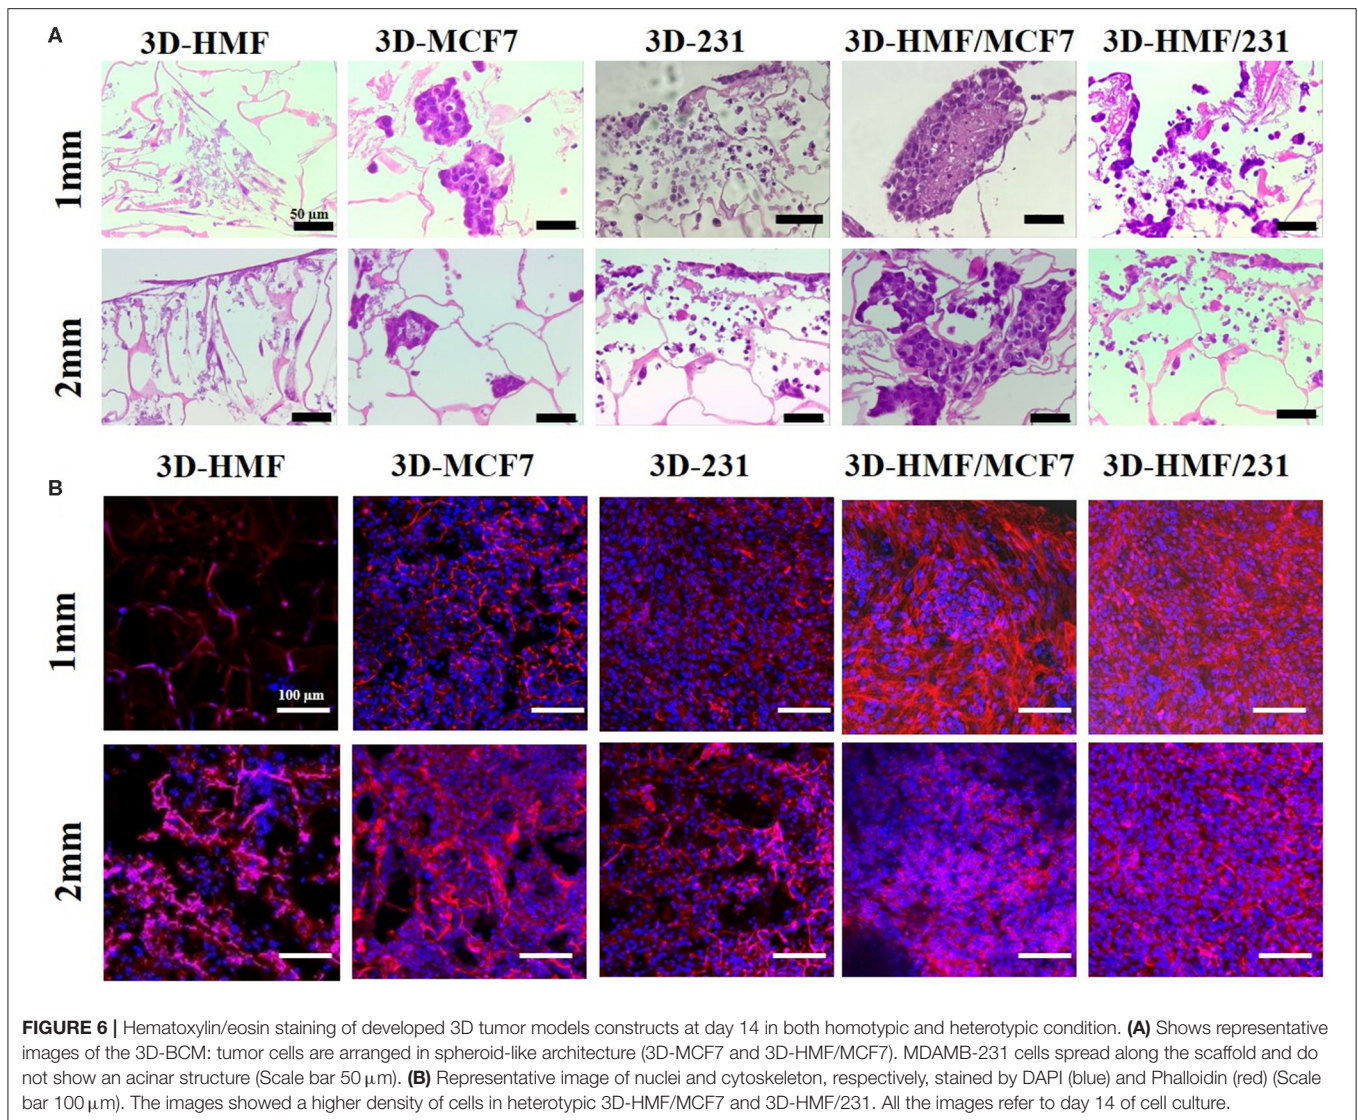 A
3D-HMF 3D-MCF7 3D-231 3D-HMF/MCF7 3D-HMF/231
1mm
50 µm
2mm
B
3D-HMF 3D-MCF7 3D-231 3D-HMF/MCF7 3D-HMF/231
1mm
100 µm
2mm
FIGURE 6 | Hematoxylin/eosin staining of developed 3D tumor models constructs at day 14 in both homotypic and heterotypic condition. (A) Shows representative
images of the 3D-BCM: tumor cells are arranged in spheroid-like architecture (3D-MCF7 and 3D-HMF/MCF7). MDAMB-231 cells spread along the scaffold and do
not show an acinar structure (Scale bar 50 µm). (B) Representative image of nuclei and cytoskeleton, respectively, stained by DAPI (blue) and Phalloidin (red) (Scale
bar 100 µm). The images showed a higher density of cells in heterotypic 3D-HMF/MCF7 and 3D-HMF/231. All the images refer to day 14 of cell culture.